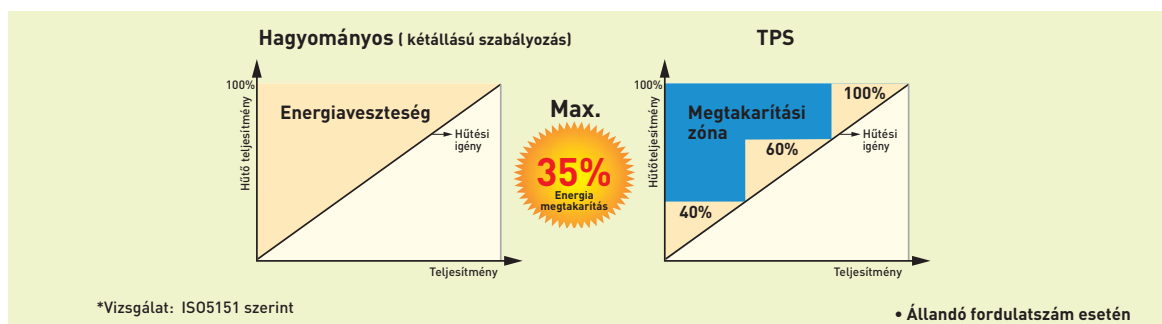 Hagyományos ( kétállású szabályozás)
100%
Hűtő teljesítmény
Energiaveszteség
Hűtési
igény
Teljesítmény
Max.
35%
Energia
megtakarítás
TPS
100%
Hűtőteljesítmény
Megtakarítási
zóna
100%
60%
40%
Hűtési
igény
Teljesítmény
*Vizsgálat: ISO5151 szerint
• Állandó fordulatszám esetén